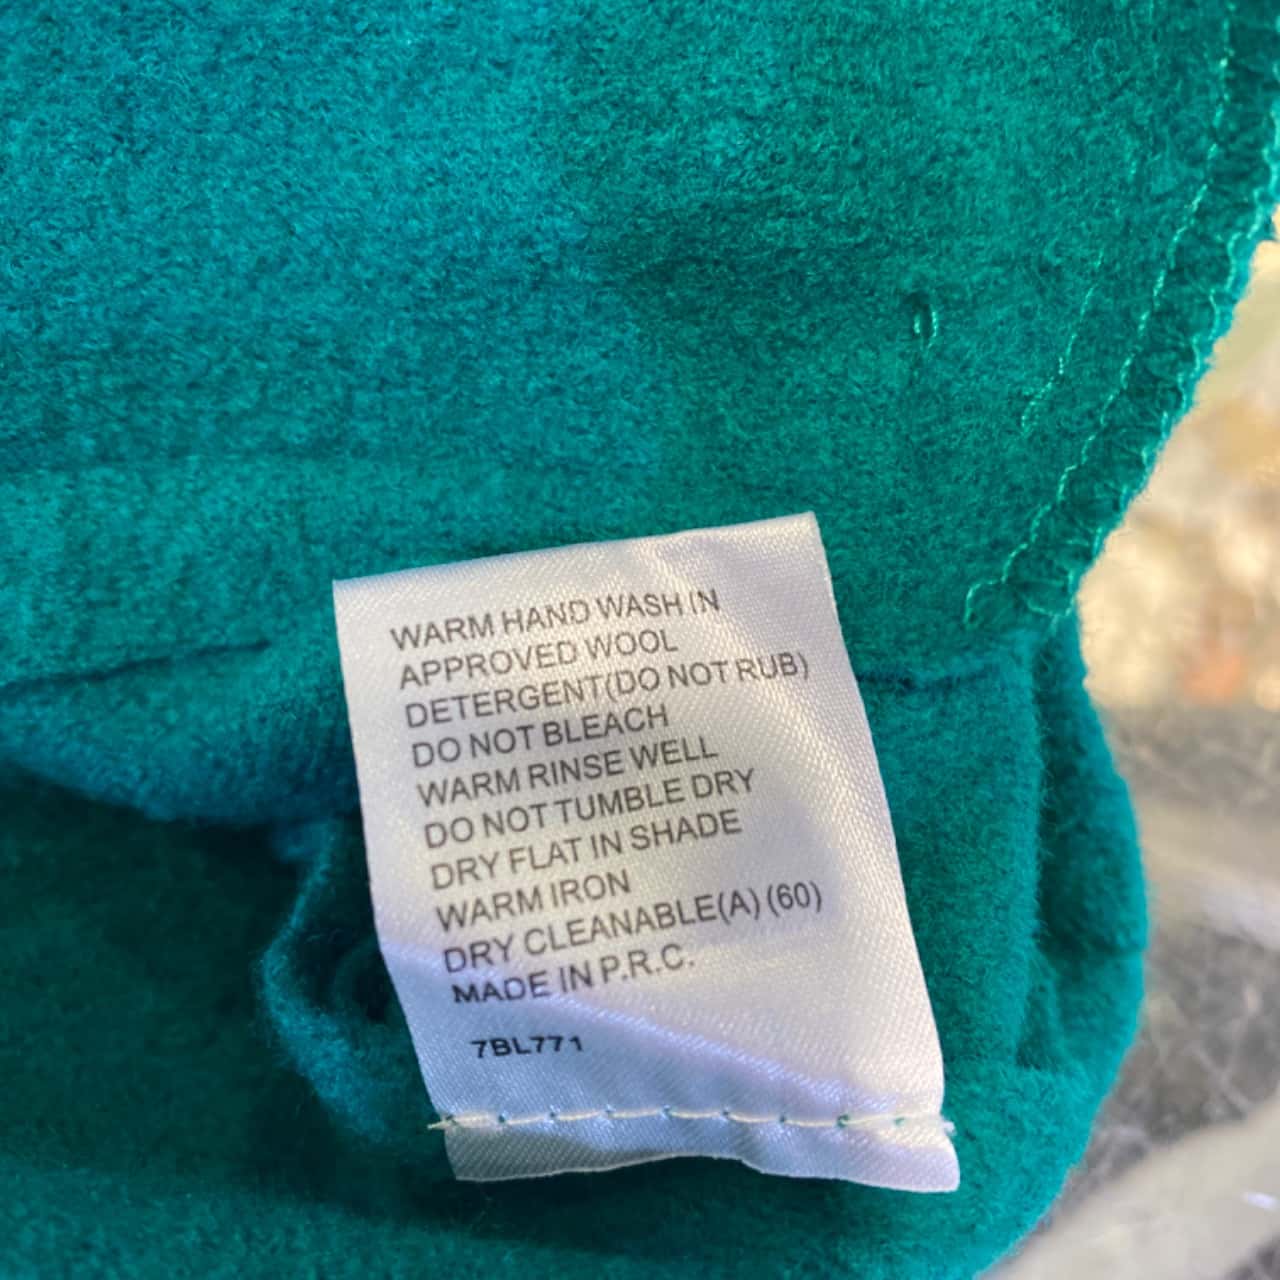 WARM HAND WASH IN
APPROVED WOOL
DETERGENT(DO NOT RUB)
DO NOT BLEACH
WARM RINSE WELL
DO NOT TUMBLE DRY
DRY FLAT IN SHADE
WARM IRON
DRY CLEANABLE(A) (60)
MADE IN P.R.C.
7BL771